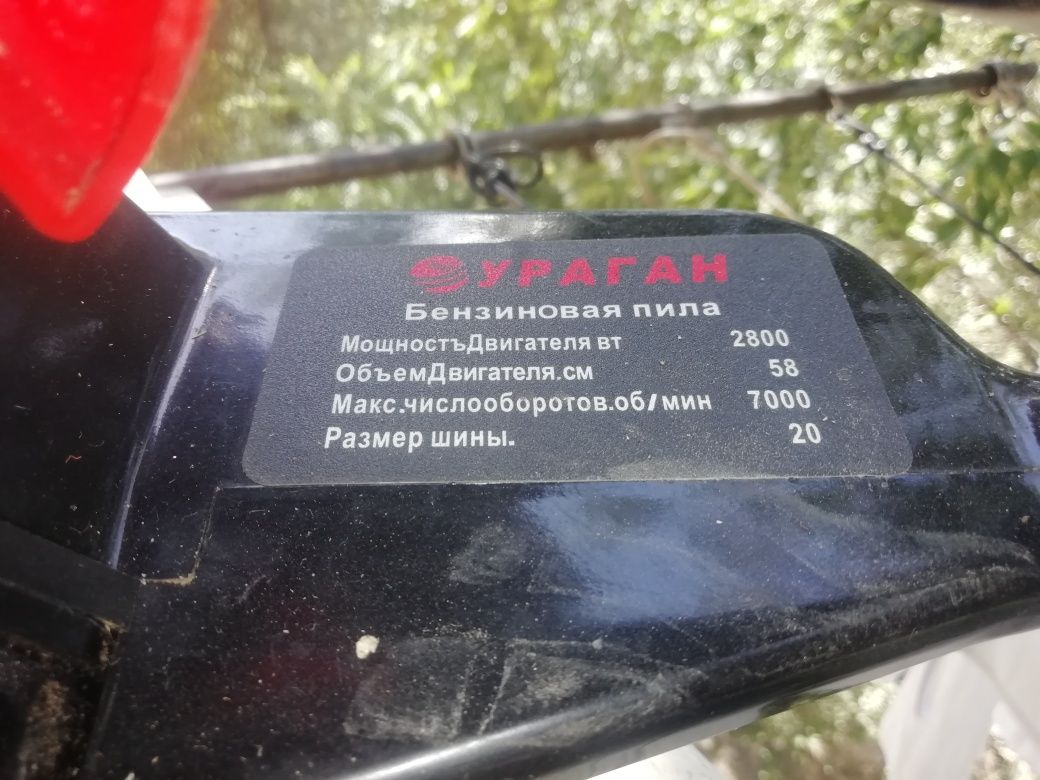 УРАГАН
Бензиновая пила
МощностъДвигателя вт 2800
ОбъемДвигателя.см 58
Макс.числооборотов.об/мин 7000
Размер шины. 20